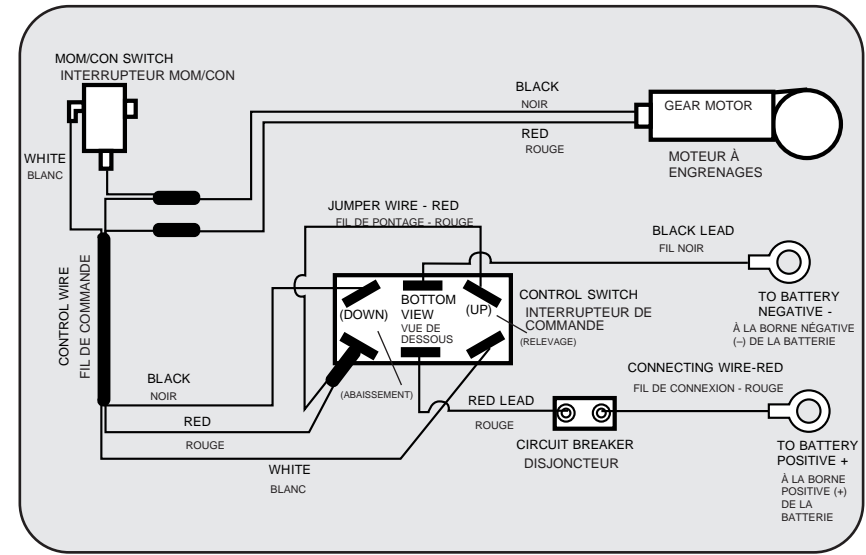 MOM/CON SWITCH
INTERRUPTEUR MOM/CON
BLACK
NOIR
GEAR MOTOR
RED
ROUGE
MOTEUR À
ENGRENAGES
WHITE
BLANC
JUMPER WIRE - RED
FIL DE PONTAGE - ROUGE
BLACK LEAD
FIL NOIR
CONTROL WIRE
FIL DE COMMANDE
(DOWN)
BOTTOM
VIEW
VUE DE
DESSOUS
(UP)
CONTROL SWITCH
INTERRUPTEUR DE
COMMANDE
(RELEVAGE)
TO BATTERY
NEGATIVE -
À LA BORNE NÉGATIVE
(–) DE LA BATTERIE
BLACK
NOIR
(ABAISSEMENT)
CONNECTING WIRE-RED
FIL DE CONNEXION - ROUGE
RED
ROUGE
RED LEAD
ROUGE
CIRCUIT BREAKER
DISJONCTEUR
WHITE
BLANC
TO BATTERY
POSITIVE +
À LA BORNE
POSITIVE (+)
DE LA
BATTERIE